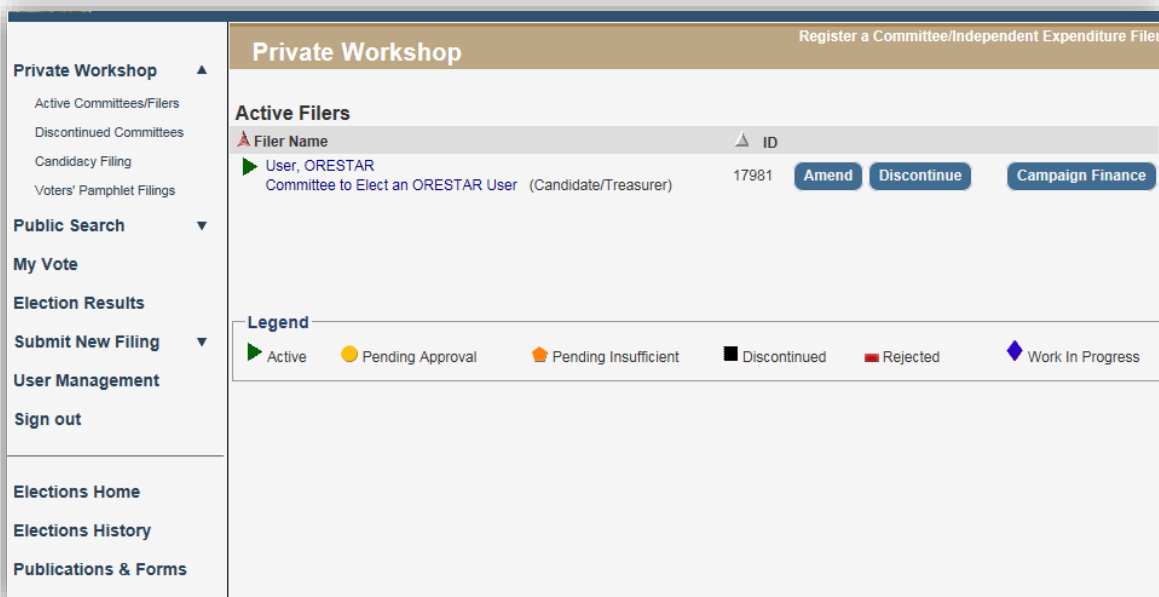 Register a Committee/Independent Expenditure Filer
Private Workshop
Private Workshop ▲
Active Committees/Filers
Discontinued Committees
Candidacy Filing
Voters' Pamphlet Filings
Public Search ▼
My Vote
Election Results
Submit New Filing ▼
User Management
Sign out
Elections Home
Elections History
Publications & Forms
Active Filers
Filer Name ID
User, ORESTAR
Committee to Elect an ORESTAR User (Candidate/Treasurer) 17981 Amend Discontinue Campaign Finance
Legend
Active Pending Approval Pending Insufficient Discontinued Rejected Work In Progress